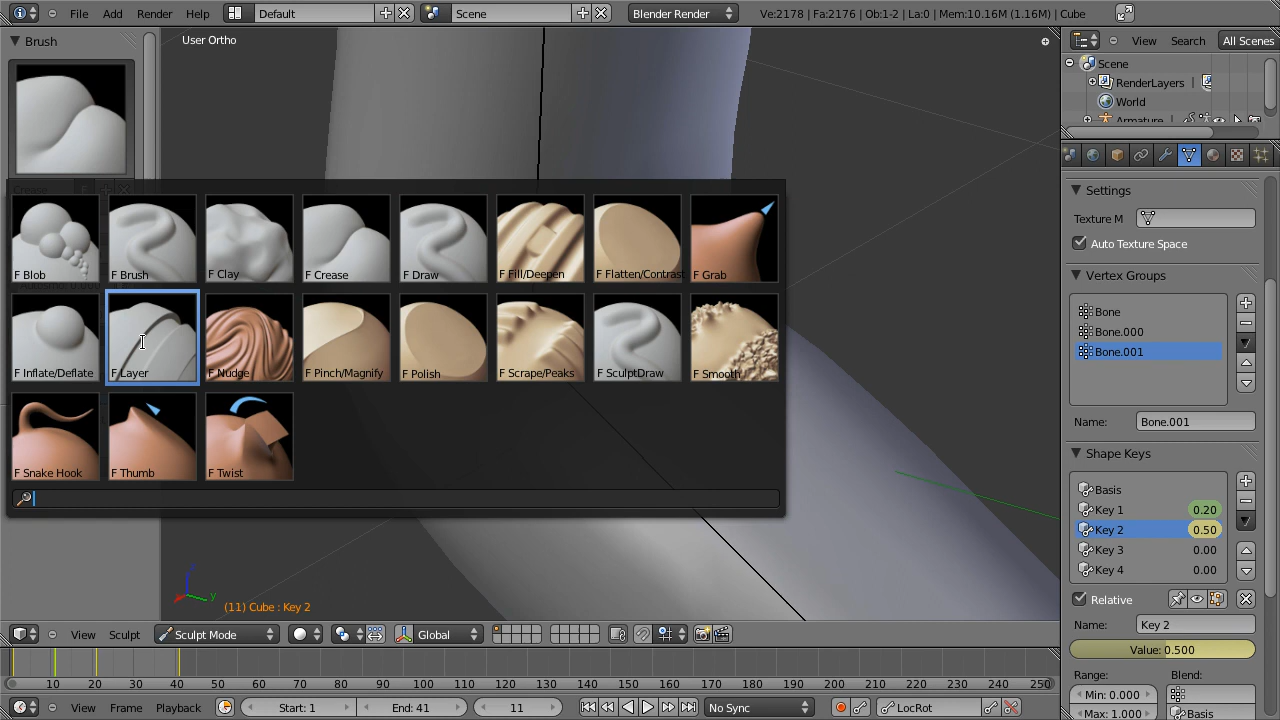 File Add Render Help Default Scene Blender Render Ve:2178 | Fa:2176 | Ob:1-2 | La:0 | Mem:10.16M (1.16M) | Cube
Brush
User Ortho
View Search All Scenes
Scene
RenderLayers |
World
Armature
F Blob F Brush F Clay F Crease F Draw F Fill/Deepen F Flatten/Contrast F Grab
F Inflate/Deflate F Layer F Nudge F Pinch/Magnify F Polish F Scrape/Peaks F SculptDraw F Smooth
F Snake Hook F Thumb F Twist
Settings
Texture M
Auto Texture Space
Vertex Groups
Bone
Bone.000
Bone.001
Name: Bone.001
Shape Keys
Basis
Key 1 0.20
Key 2 0.50
Key 3 0.00
Key 4 0.00
Relative
Name: Key 2
Value: 0.500
Range: Blend:
Min: 0.000
Max: 1.000 Basis
z
y
(11) Cube : Key 2
View Sculpt Sculpt Mode Global
10 20 30 40 50 60 70 80 90 100 110 120 130 140 150 160 170 180 190 200 210 220 230 240 250
View Frame Playback Start: 1 End: 41 11 No Sync LocRot